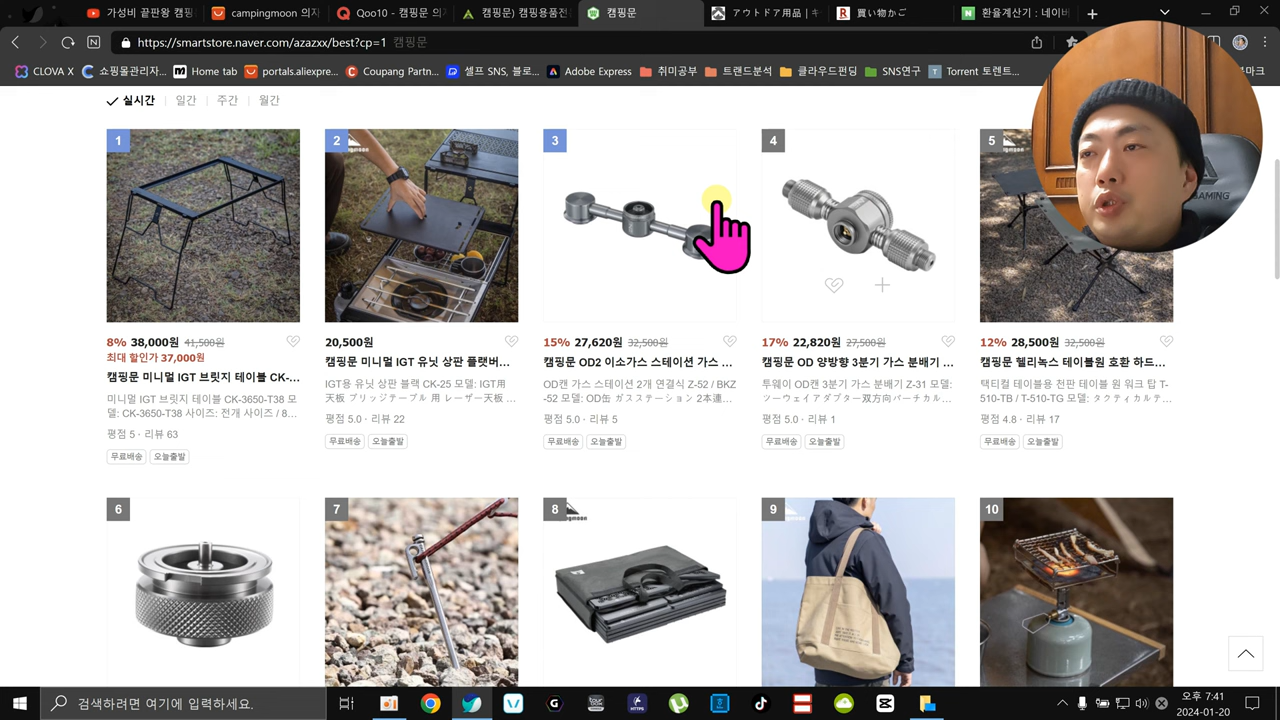 가성비 끝판왕 캠핑
campingmoon 의자
Qoo10 - 캠핑문 의기
캠핑문) 캠핑용품전
캠핑문
アウトドア用品 | キ
買い物かご
환율계산기 : 네이버
https://smartstore.naver.com/azazxx/best?cp=1 캠핑문
CLOVA X
쇼핑몰관리자...
Home tab
portals.aliexpre...
Coupang Partn...
셀프 SNS, 블로...
Adobe Express
취미공부
트랜드분석
클라우드펀딩
SNS연구
Torrent 토렌트...
북마크
실시간 일간 주간 월간
1
2
3
4
5
8% 38,000원 41,500원
최대 할인가 37,000원
캠핑문 미니멀 IGT 브릿지 테이블 CK-...
미니멀 IGT 브릿지 테이블 CK-3650-T38 모
델: CK-3650-T38 사이즈: 전개 사이즈 / 8...
평점 5 · 리뷰 63
무료배송 오늘출발
20,500원
캠핑문 미니멀 IGT 유닛 상판 플랫버...
IGT용 유닛 상판 블랙 CK-25 모델: IGT用
天板 ブリッジテーブル 用 レーザー天板 ...
평점 5.0 · 리뷰 22
무료배송 오늘출발
15% 27,620원 32,500원
캠핑문 OD2 이소가스 스테이션 가스 ...
OD캔 가스 스테이션 2개 연결식 Z-52 / BKZ
-52 모델: OD缶 ガスステーション 2本連...
평점 5.0 · 리뷰 5
무료배송 오늘출발
17% 22,820원 27,500원
캠핑문 OD 양방향 3분기 가스 분배기 ...
투웨이 OD캔 3분기 가스 분배기 Z-31 모델:
ツーウェイアダプター双方向バーチカル...
평점 5.0 · 리뷰 1
무료배송 오늘출발
12% 28,500원 32,500원
캠핑문 헬리녹스 테이블원 호환 하드...
택티컬 테이블용 전판 테이블 원 워크 탑 T-
510-TB / T-510-TG 모델: タクティカルテ...
평점 4.8 · 리뷰 17
무료배송 오늘출발
6
7
8
9
10
GAMING
검색하려면 여기에 입력하세요.
오후 7:41
2024-01-20